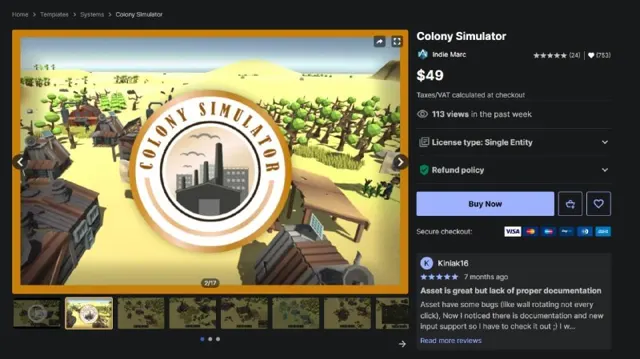 Home > Templates > Systems > Colony Simulator
COLONY SIMULATOR
2/17
Colony Simulator
Indie Marc
(24) | (753)
$49
Taxes/VAT calculated at checkout
113 views in the past week
License type: Single Entity
Refund policy
Buy Now
Secure checkout:
VISA
K
Kiniak16
7 months ago
Asset is great but lack of proper documentation
Asset have some bugs (like wall rotating not every
click), Now I noticed there is documentation and new
input support so I have to check it out ;) I w...
Read more reviews